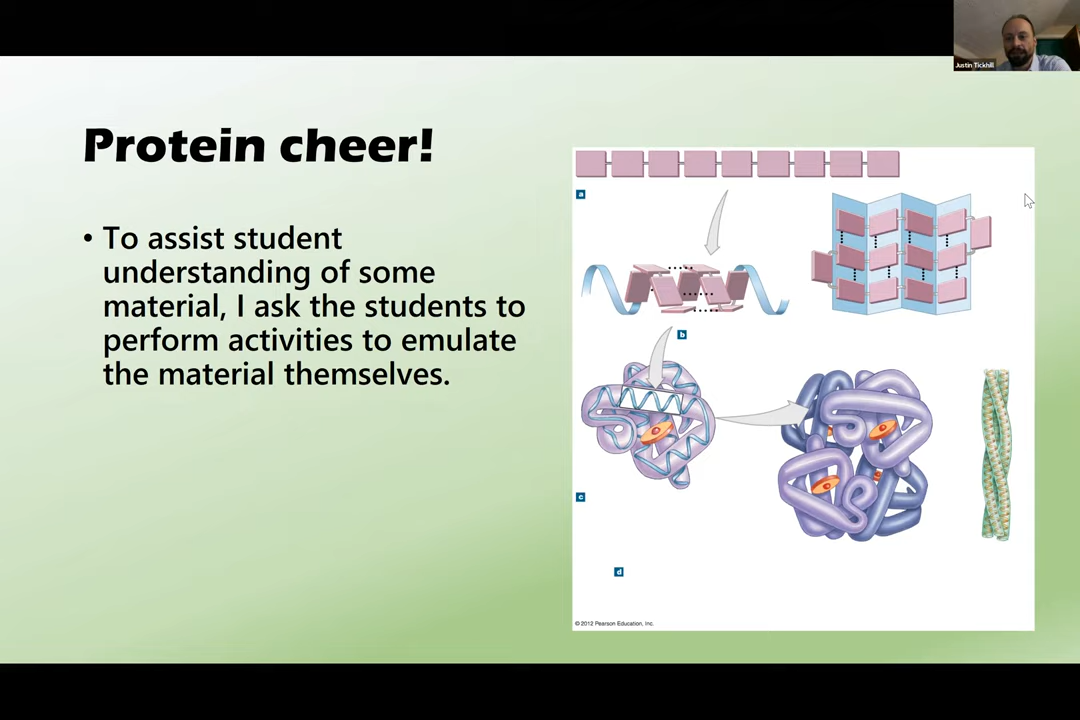 Justin Tickhill
Protein cheer!
• To assist student
understanding of some
material, I ask the students to
perform activities to emulate
the material themselves.
a
b
c
d
© 2012 Pearson Education, Inc.